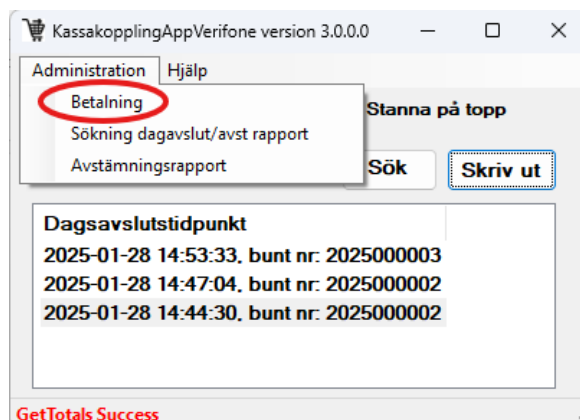 KassakopplingAppVerifone version 3.0.0.0
Administration Hjälp
Betalning
Stanna på topp
Sökning dagavslut/avst rapport
Avstämningsrapport
Sök
Skriv ut
Dagsavslutstidpunkt
2025-01-28 14:53:33, bunt nr: 2025000003
2025-01-28 14:47:04, bunt nr: 2025000002
2025-01-28 14:44:30, bunt nr: 2025000002
GetTotals Success